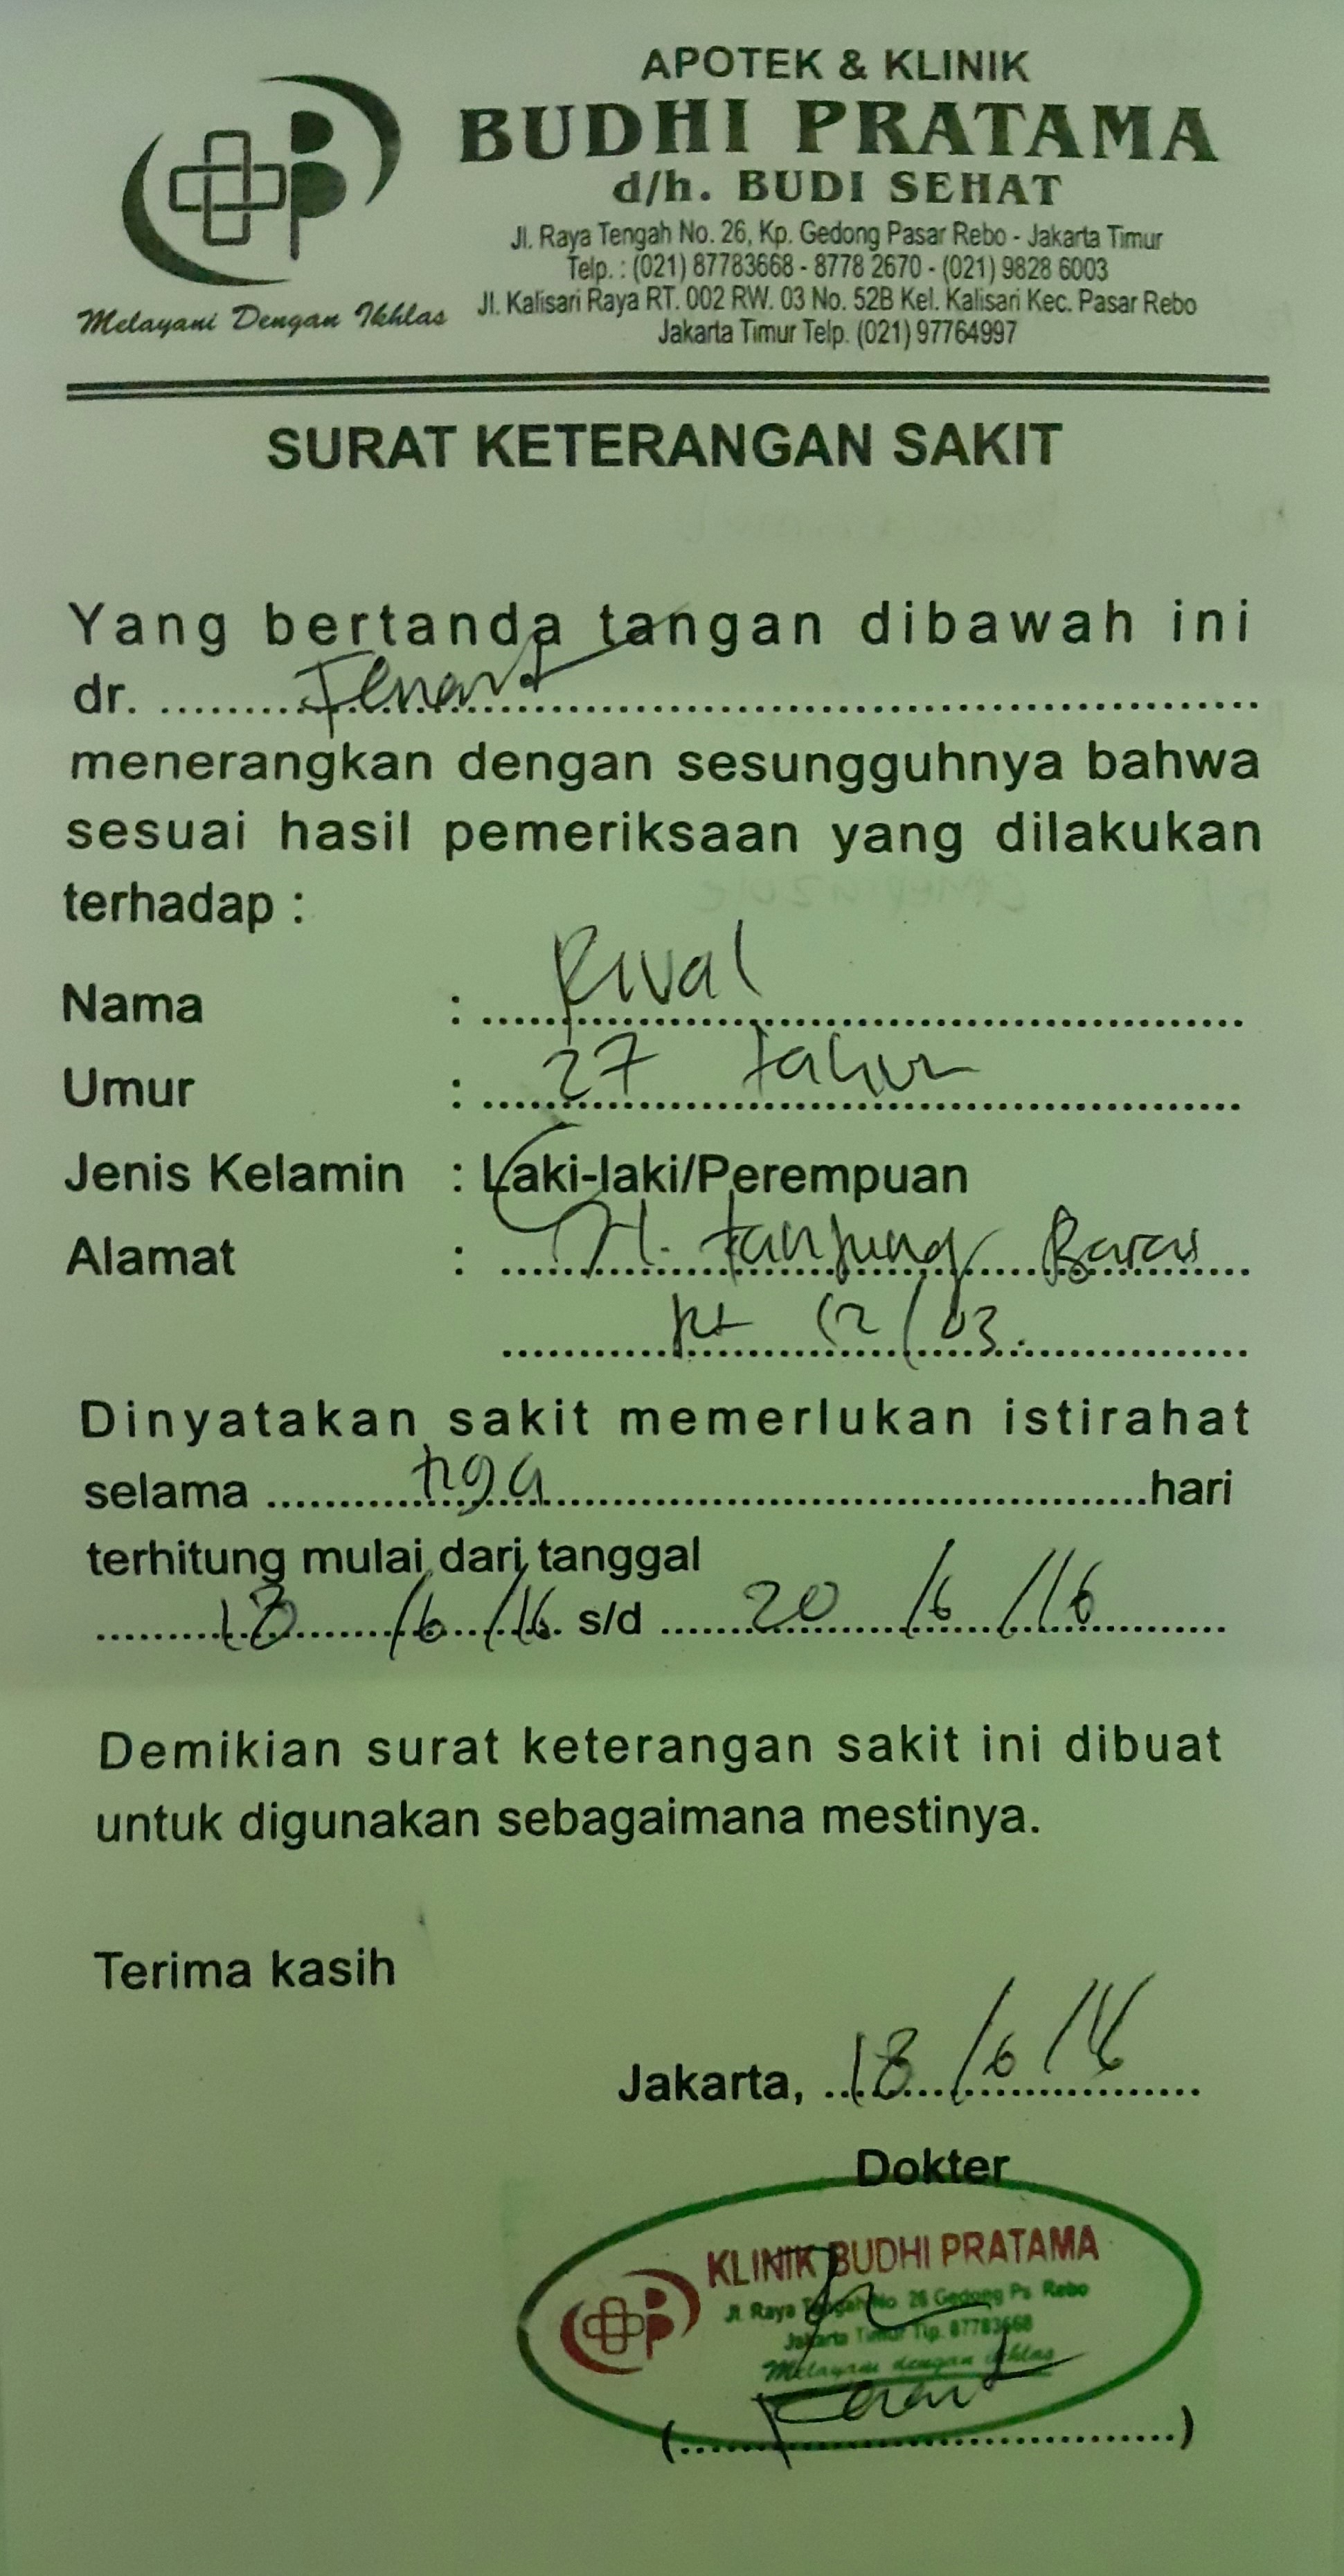 APOTEK & KLINIK
BUDHI PRATAMA
d/h. BUDI SEHAT
Jl. Raya Tengah No. 26, Kp. Gedong Pasar Rebo - Jakarta Timur
Telp. : (021) 87783668 - 8778 2670 - (021) 9828 6003
Jl. Kalisari Raya RT. 002 RW. 03 No. 52B Kel. Kalisari Kec. Pasar Rebo
Jakarta Timur Telp. (021) 97764997
Melayani Dengan Ikhlas
SURAT KETERANGAN SAKIT
Yang bertanda tangan dibawah ini
dr.
menerangkan dengan sesungguhnya bahwa
sesuai hasil pemeriksaan yang dilakukan
terhadap :
Nama : Rival
Umur : 27 tahun
Jenis Kelamin : Laki-laki/Perempuan
Alamat : Jl. Tanjung Barat
Rt 12/03.
Dinyatakan sakit memerlukan istirahat
selama tiga hari
terhitung mulai dari tanggal
18/6/16 s/d 20/6/16
Demikian surat keterangan sakit ini dibuat
untuk digunakan sebagaimana mestinya.
Terima kasih
Jakarta, 18/6/16
Dokter
KLINIK BUDHI PRATAMA
Jl. Raya Tengah No. 26 Gedong Ps. Rebo
Jakarta Timur Tlp. 87783668
Melayani dengan ikhlas